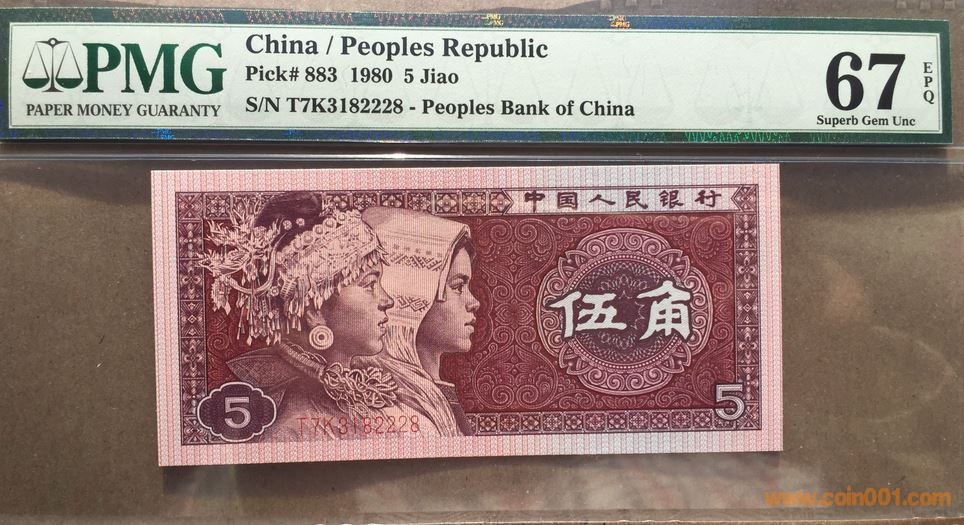 PMG
PAPER MONEY GUARANTY
China / Peoples Republic
Pick# 883 1980 5 Jiao
S/N T7K3182228 - Peoples Bank of China
67
EPQ
Superb Gem Unc
中国人民银行
伍角
5
5
T7K3182228
www.coin001.com